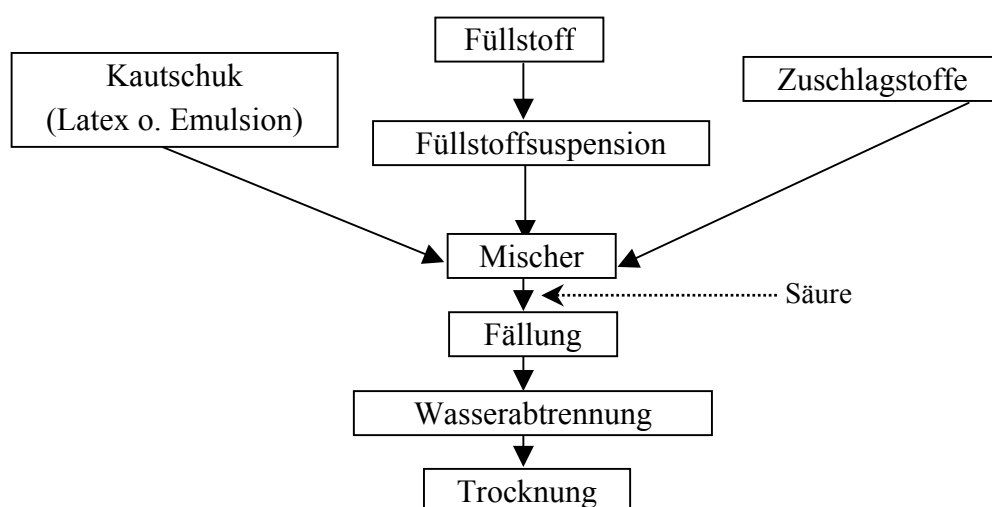 Füllstoff
Kautschuk
(Latex o. Emulsion)
Zuschlagstoffe
Füllstoffsuspension
Mischer
Säure
Fällung
Wasserabtrennung
Trocknung